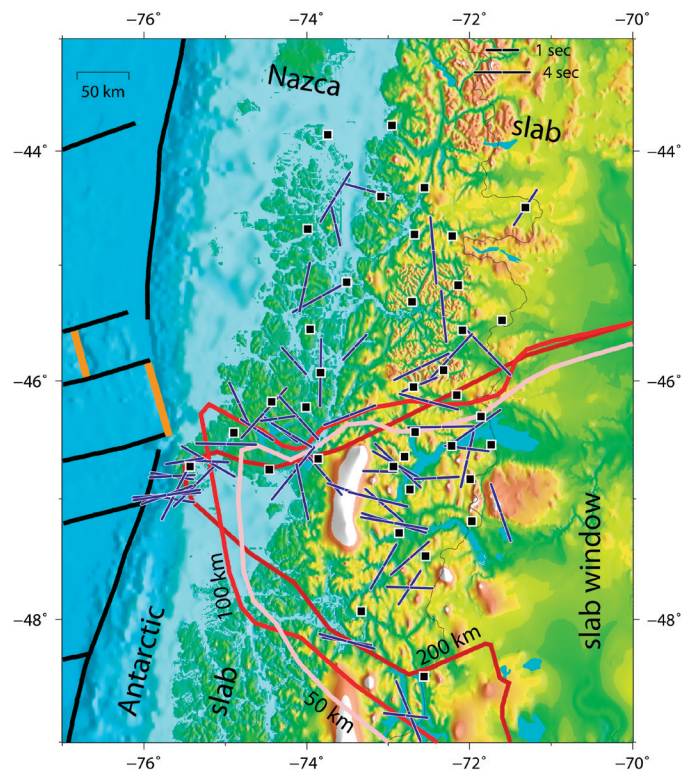 −76˚ −74˚ −72˚ −70˚
1 sec
4 sec
50 km
Nazca
slab
−44˚ −44˚
−46˚ −46˚
−48˚ −48˚
100 km
200 km
50 km
Antarctic
slab
slab window
−76˚ −74˚ −72˚ −70˚